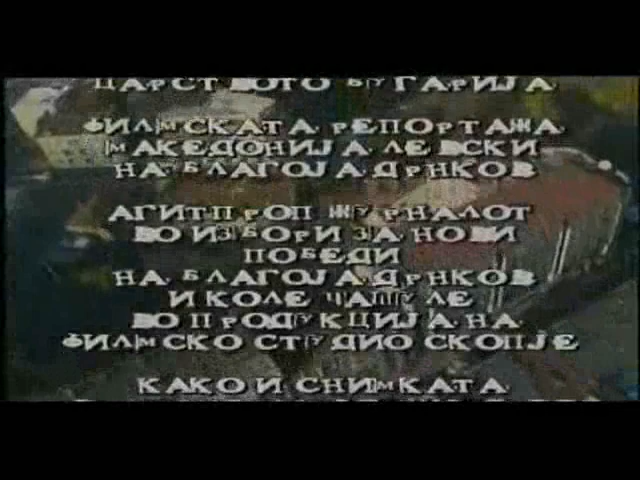 ЦАРСТВОТО БУГАРИЈА
ФИЛМСКАТА РЕПОРТАЖА
МАКЕДОНИЈА ЛЕВСКИ
НА БЛАГОЈА ДРНКОВ
АГИТПРОП ЖУРНАЛОТ
ВО ИЗБОРИ ЗА НОВИ
ПОБЕДИ
НА БЛАГОЈА ДРНКОВ
И КОЛЕ ЧАШУЛЕ
ВО ПРОДУКЦИЈА НА
ФИЛМСКО СТУДИО СКОПЈЕ
КАКО И СНИМКАТА